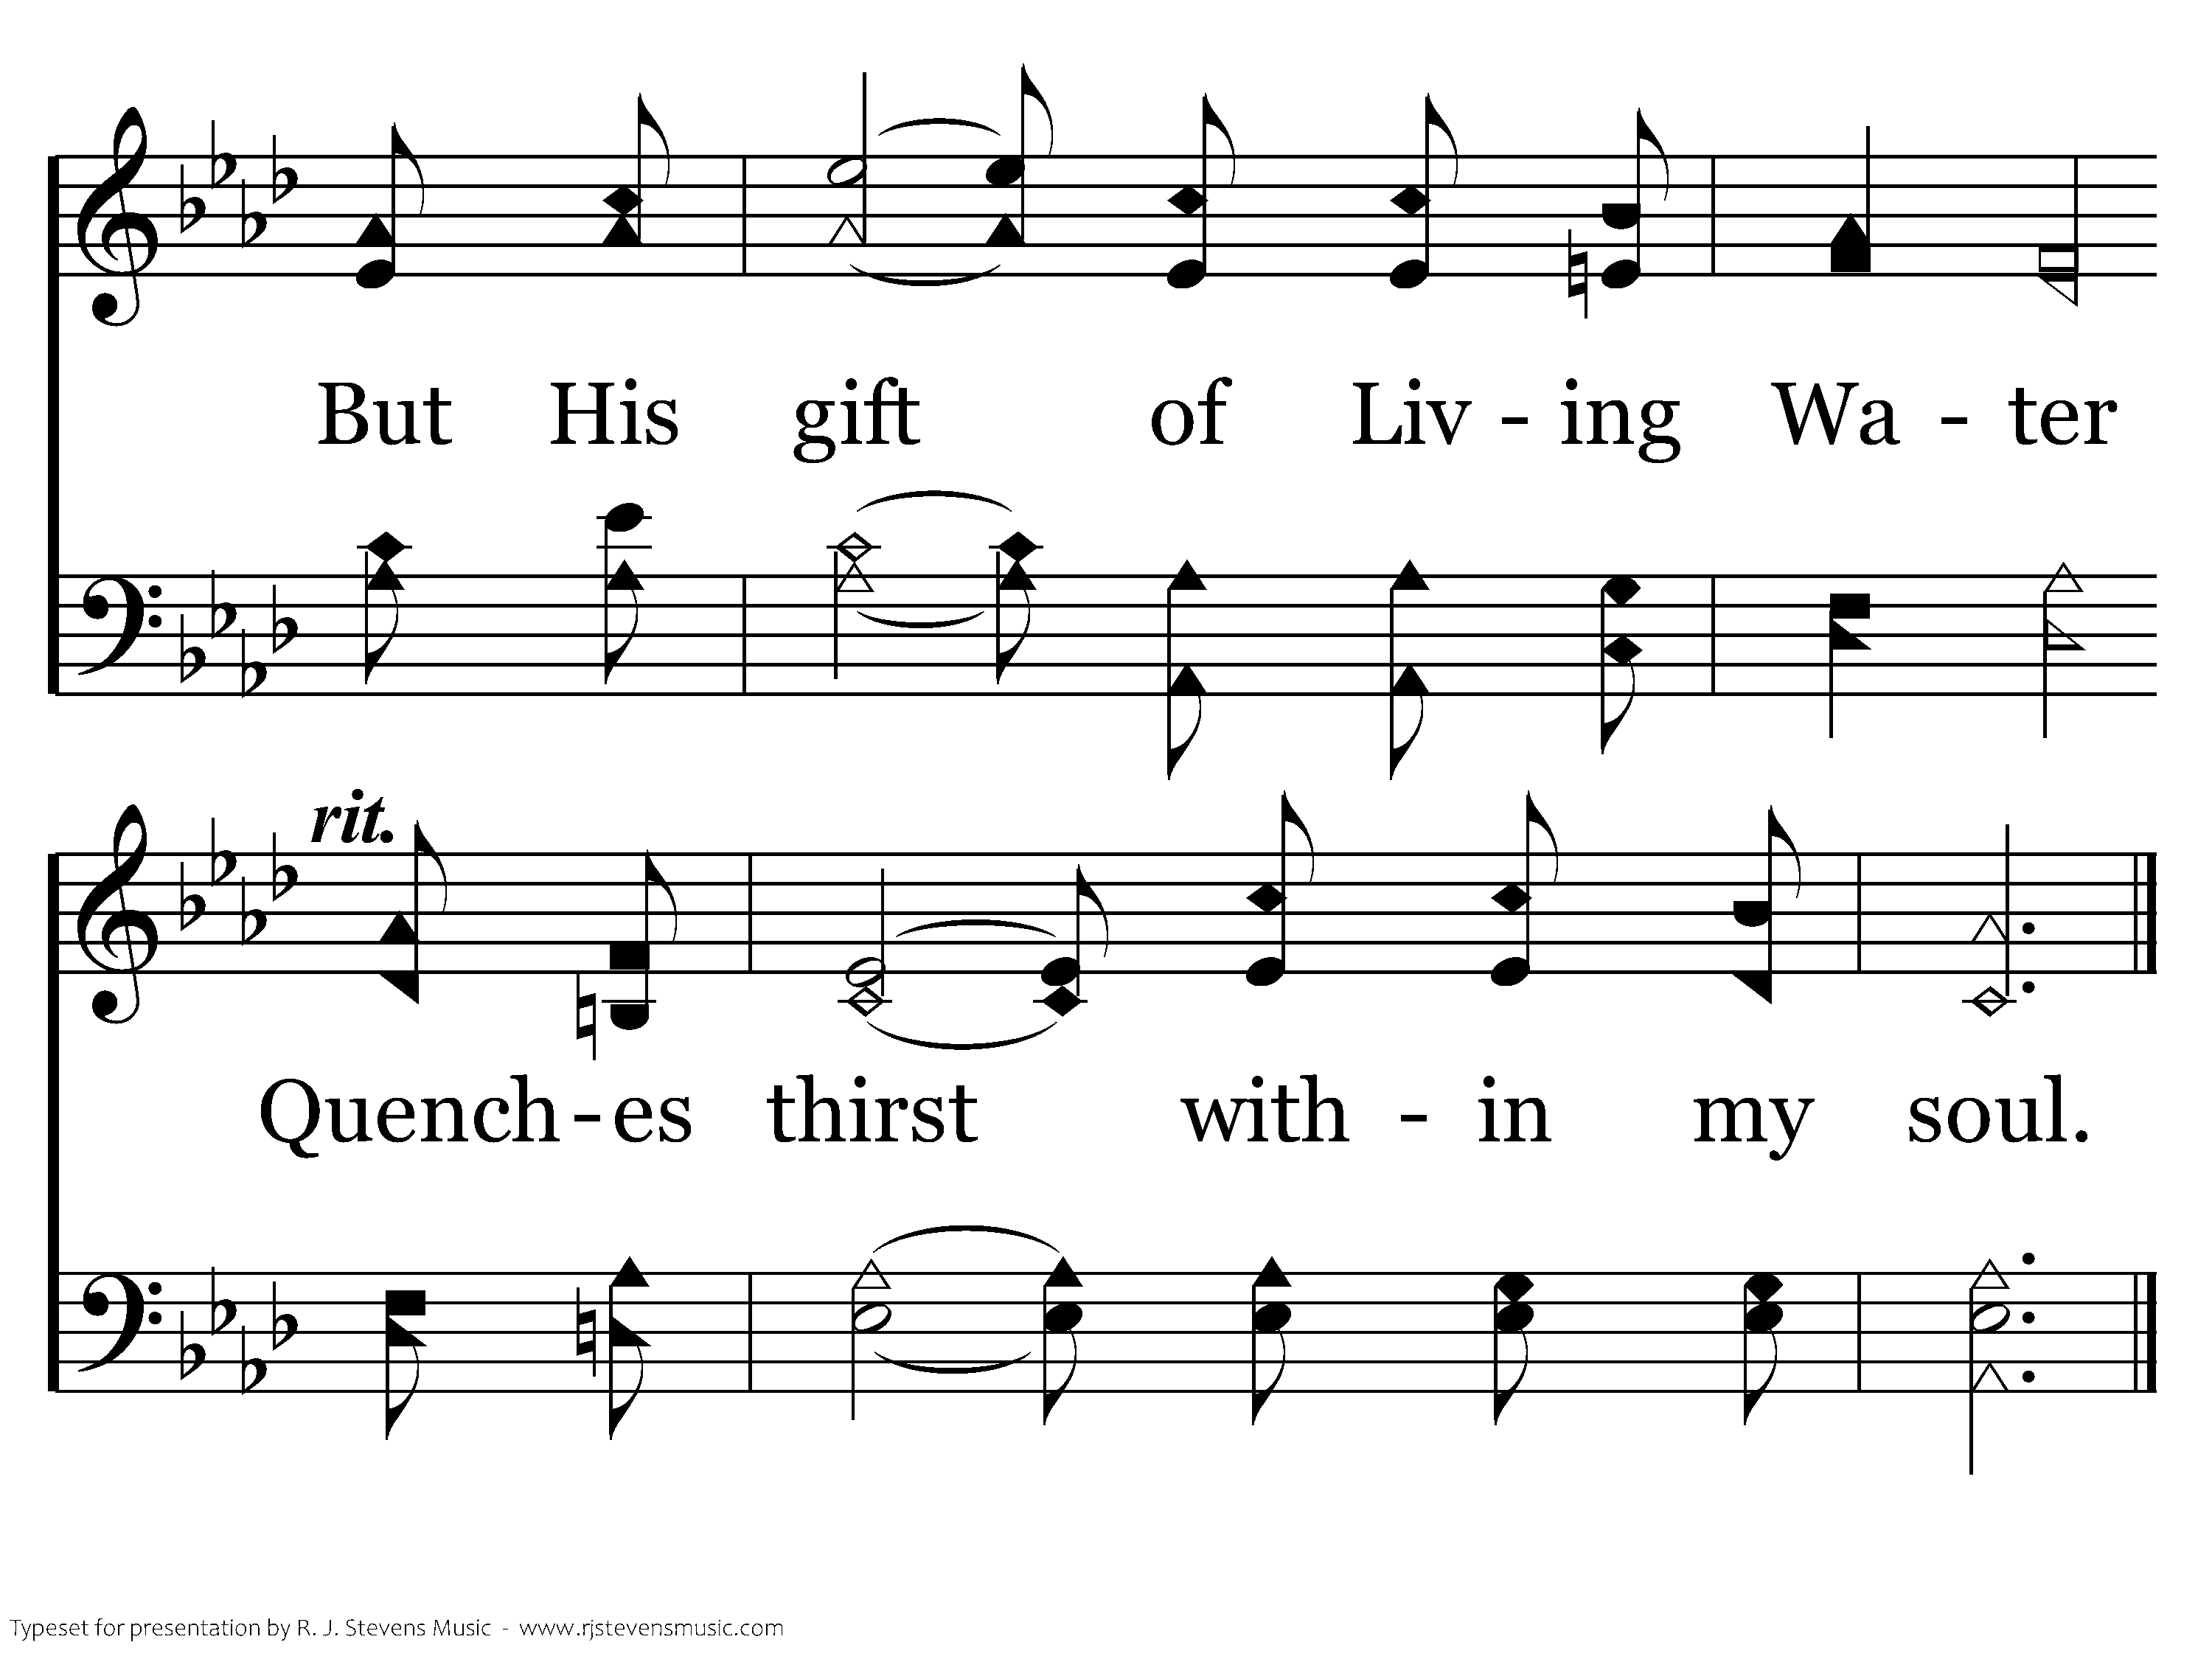 But His gift of Liv - ing Wa - ter
rit.
Quench - es thirst with - in my soul.
Typeset for presentation by R. J. Stevens Music - www.rjstevensmusic.com